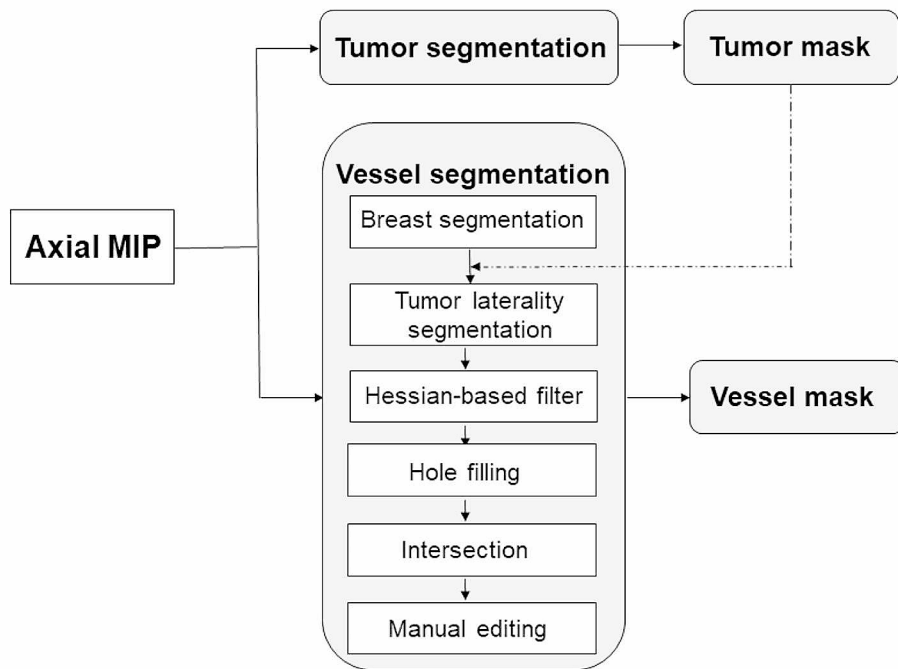 Tumor segmentation
Tumor mask
Axial MIP
Vessel segmentation
Breast segmentation
Tumor laterality
segmentation
Hessian-based filter
Hole filling
Intersection
Manual editing
Vessel mask